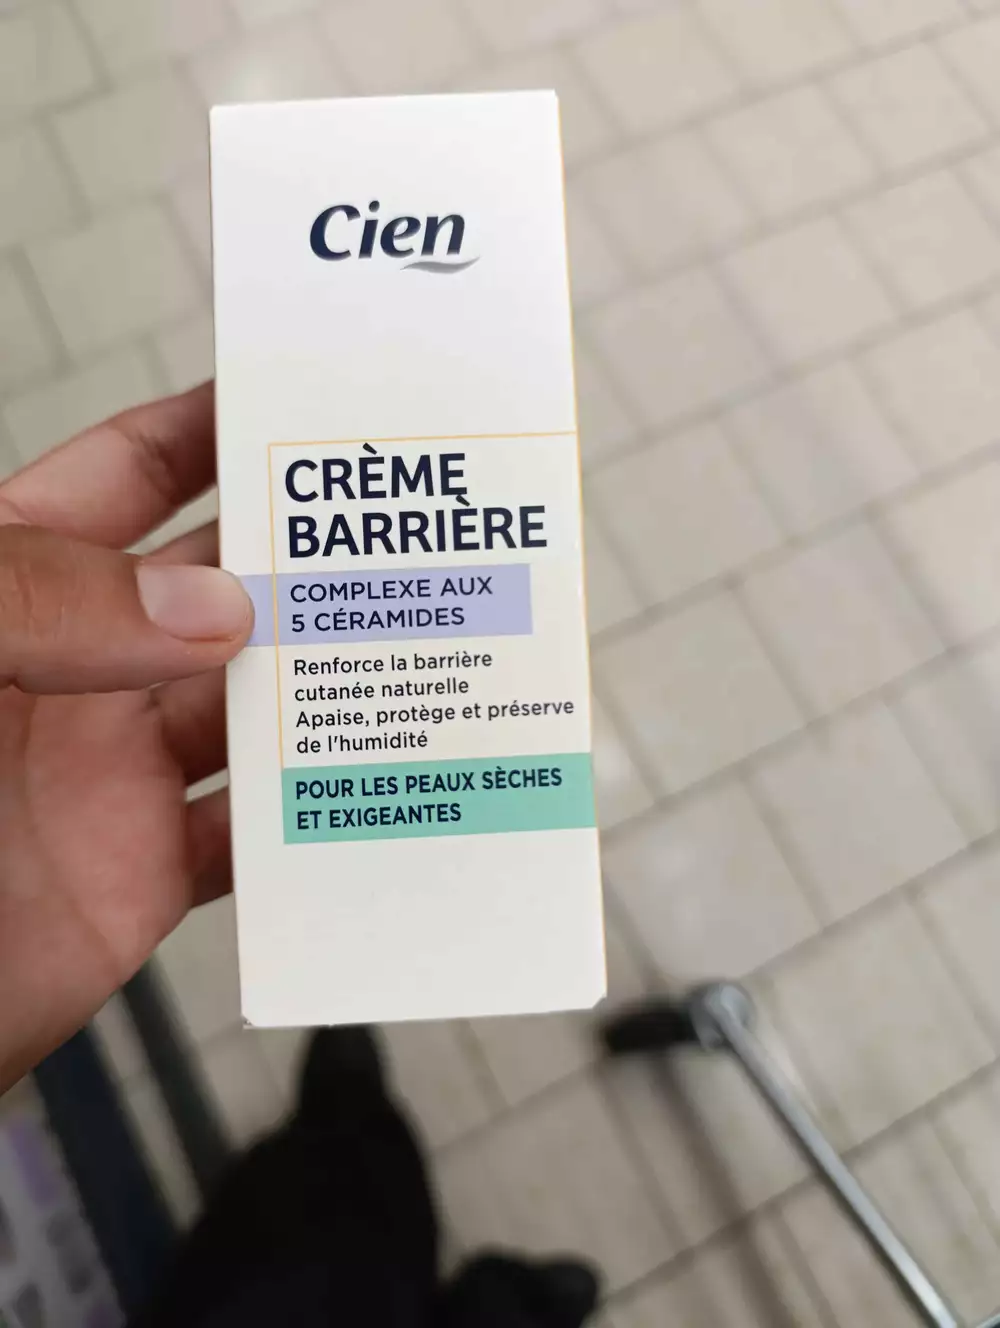 Cien
CRÈME
BARRIÈRE
COMPLEXE AUX
5 CÉRAMIDES
Renforce la barrière
cutanée naturelle
Apaise, protège et préserve
de l'humidité
POUR LES PEAUX SÈCHES
ET EXIGEANTES